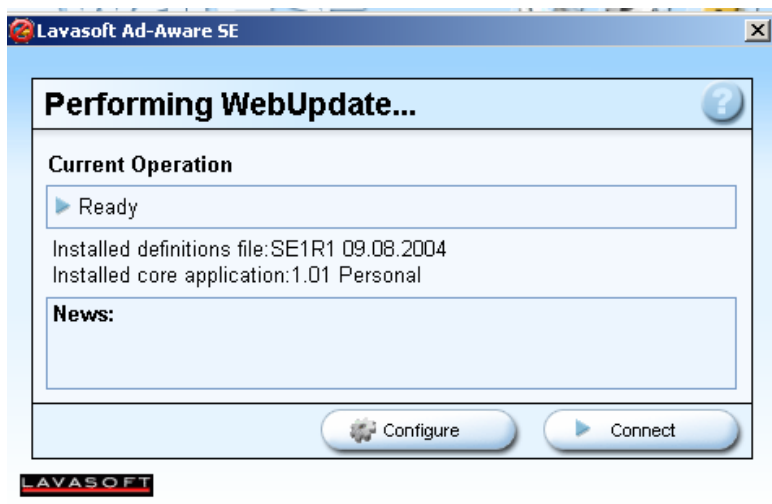 Lavasoft Ad-Aware SE
Performing WebUpdate...
?
Current Operation
Ready
Installed definitions file:SE1R1 09.08.2004
Installed core application:1.01 Personal
News:
Configure
Connect
LAVASOFT